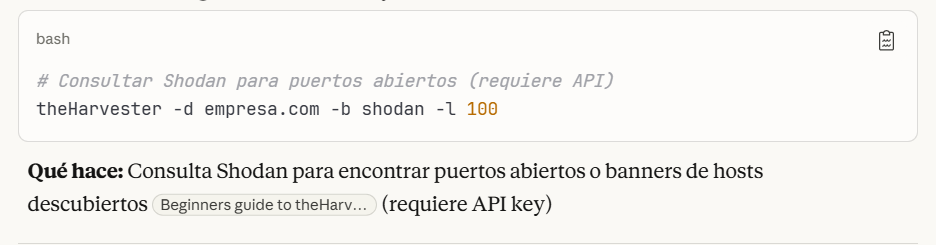 bash
# Consultar Shodan para puertos abiertos (requiere API)
theHarvester -d empresa.com -b shodan -l 100
Qué hace: Consulta Shodan para encontrar puertos abiertos o banners de hosts
descubiertos Beginners guide to theHarv... (requiere API key)